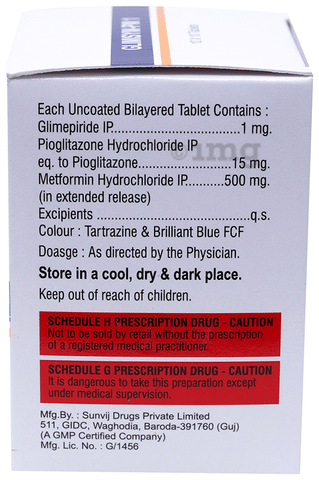 Each Uncoated Bilayered Tablet Contains :
Glimepiride IP..............................1 mg.
Pioglitazone Hydrochloride IP
eq. to Pioglitazone..........................15 mg.
Metformin Hydrochloride IP.........500 mg.
(in extended release)
Excipients ......................................q.s.
Colour : Tartrazine & Brilliant Blue FCF
Doasge : As directed by the Physician.
Store in a cool, dry & dark place.
Keep out of reach of children.
SCHEDULE H PRESCRIPTION DRUG - CAUTION
Not to be sold by retail without the prescription
of a registered medical practitioner.
SCHEDULE G PRESCRIPTION DRUG - CAUTION
It is dangerous to take this preparation except
under medical supervision.
Mfg.By. : Sunvij Drugs Private Limited
511, GIDC, Waghodia, Baroda-391760 (Guj)
(A GMP Certified Company)
Mfg. Lic. No. : G/1456